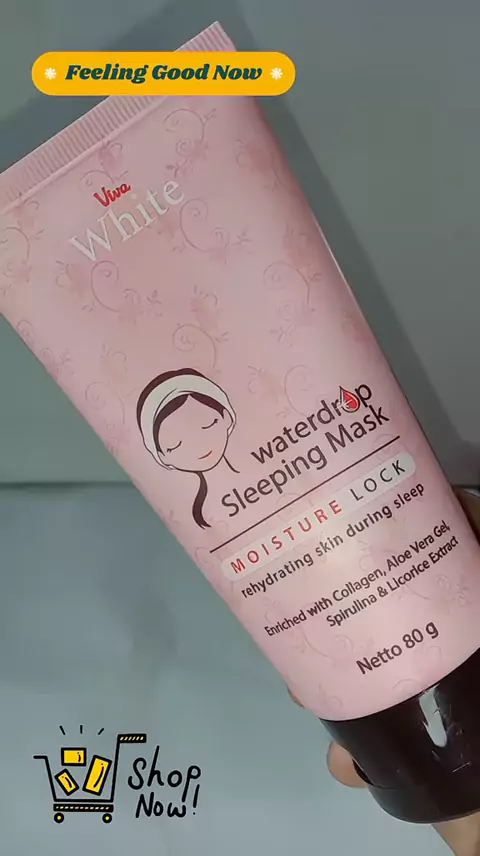 Feeling Good Now
Viva
White
waterdrop
Sleeping Mask
MOISTURE LOCK
rehydrating skin during sleep
Enriched with Collagen, Aloe Vera Gel,
Spirulina & Licorice Extract
Netto 80 g
Shop
Now!